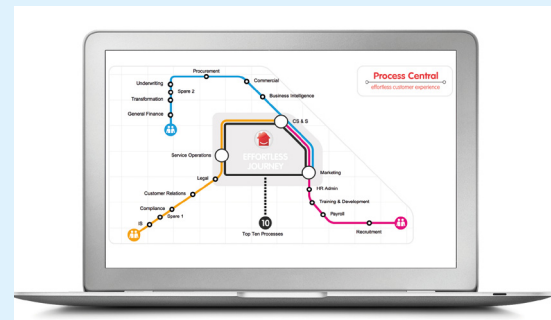 Process Central
effortless customer experience
Procurement
Commercial
Business Intelligence
Underwriting
Spare 2
Transformation
General Finance
CS & S
Service Operations
EFFORTLESS
JOURNEY
Marketing
Legal
HR Admin
Customer Relations
Training & Development
Compliance
Payroll
Spare 1
IS
10
Recruitment
Top Ten Processes